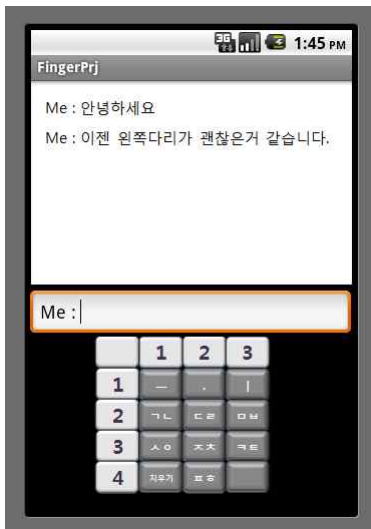 3G 1:45 PM
FingerPrj
Me : 안녕하세요
Me : 이젠 왼쪽다리가 괜찮은거 같습니다.
Me :
1 2 3
1 ㅡ . ㅣ
2 ㄱㄴ ㄷㄹ ㅁㅂ
3 ㅅㅇ ㅈㅊ ㅋㅌ
4 지우기 ㅍㅎ